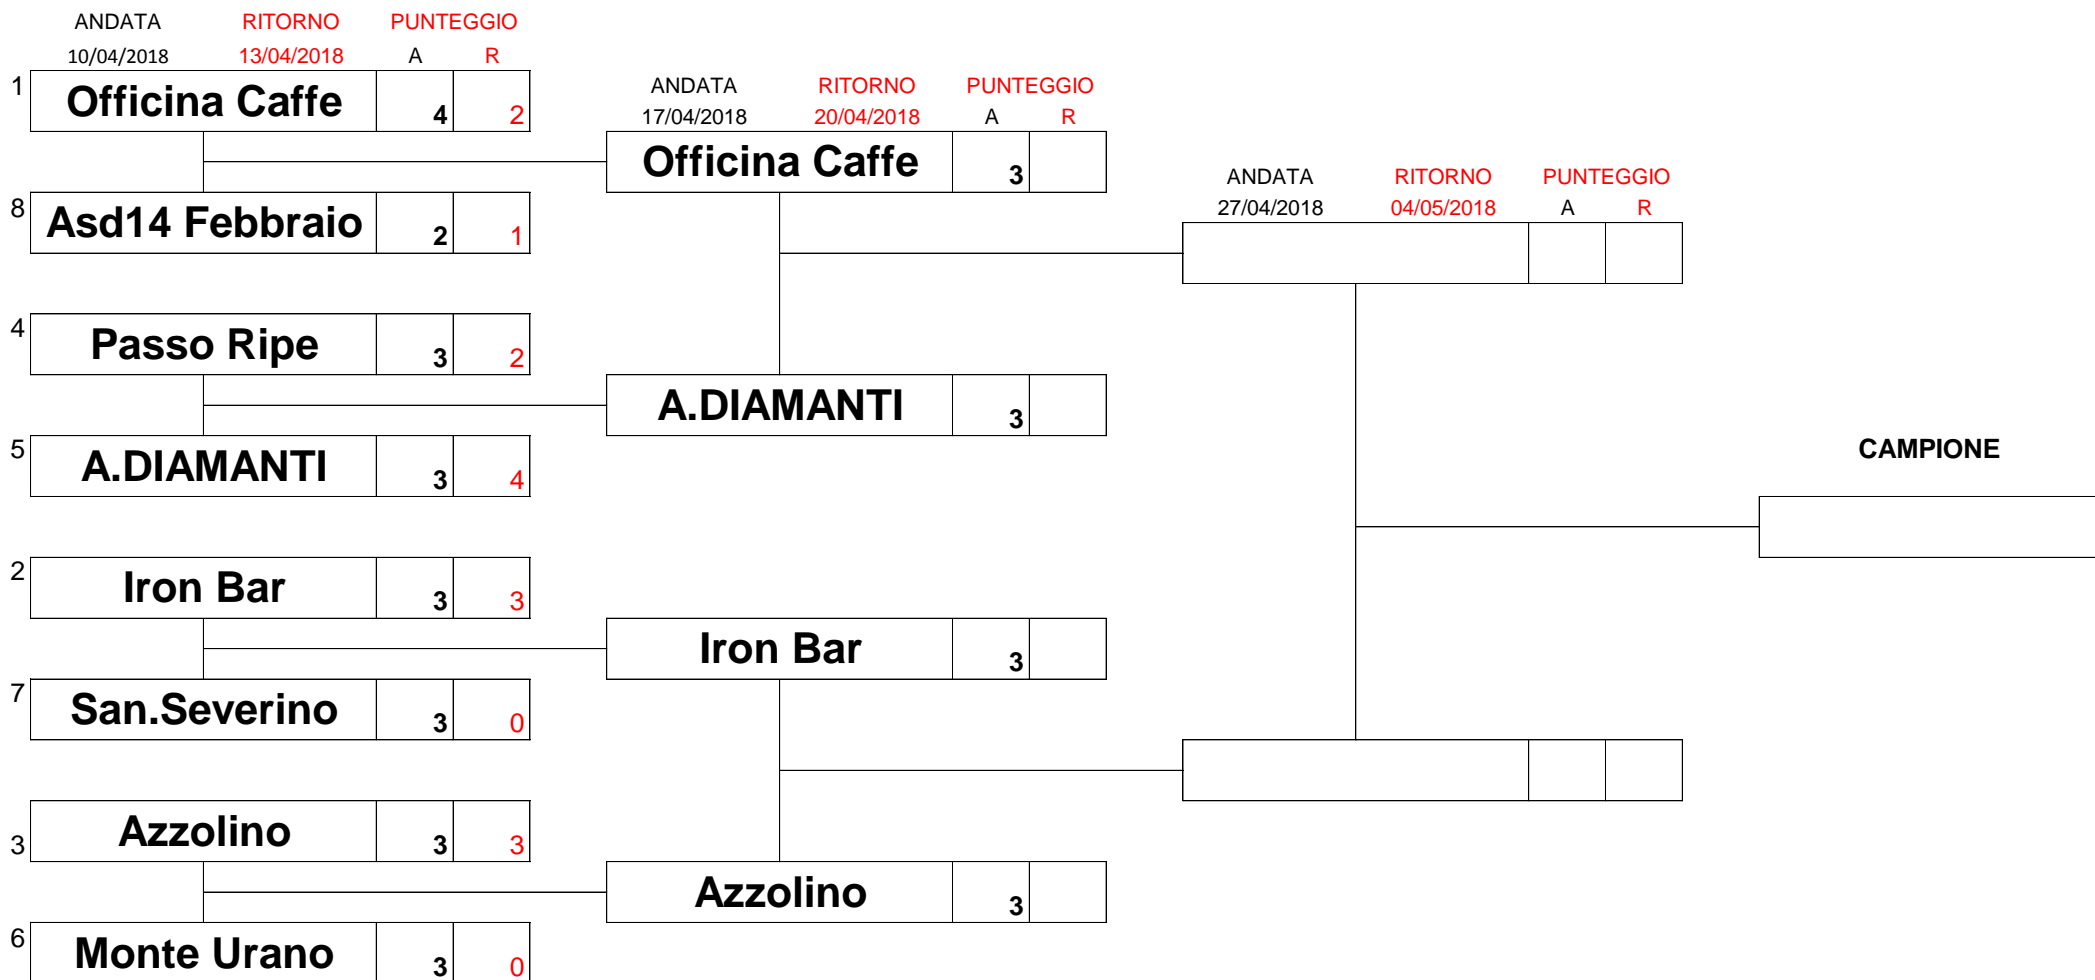 ANDATA RITORNO PUNTEGGIO
10/04/2018 13/04/2018 A R
1 Officina Caffe 4 2
8 Asd14 Febbraio 2 1
4 Passo Ripe 3 2
5 A.DIAMANTI 3 4
2 Iron Bar 3 3
7 San.Severino 3 0
3 Azzolino 3 3
6 Monte Urano 3 0
ANDATA RITORNO PUNTEGGIO
17/04/2018 20/04/2018 A R
Officina Caffe 3
A.DIAMANTI 3
Iron Bar 3
Azzolino 3
ANDATA RITORNO PUNTEGGIO
27/04/2018 04/05/2018 A R
CAMPIONE